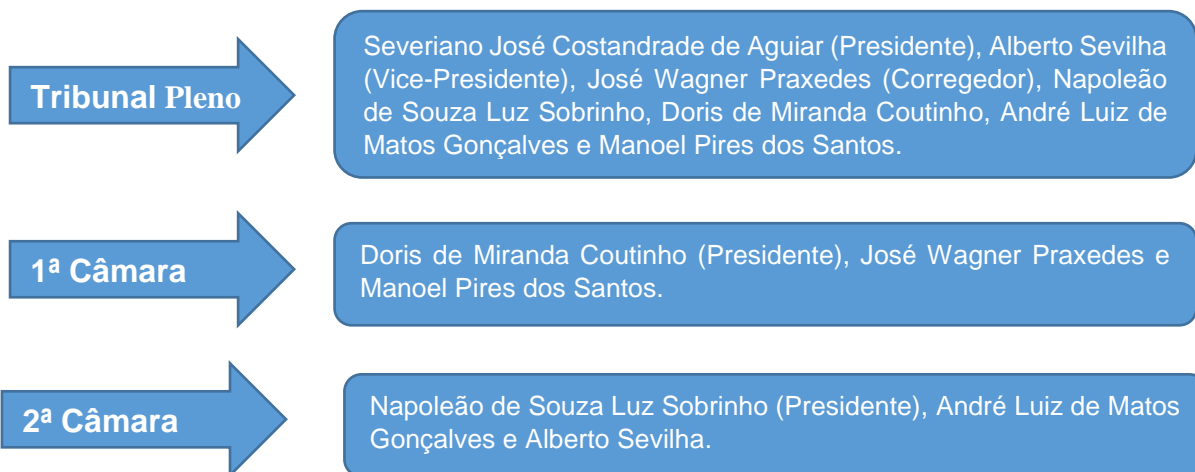 Tribunal Pleno
Severiano José Costandrade de Aguiar (Presidente), Alberto Sevilha
(Vice-Presidente), José Wagner Praxedes (Corregedor), Napoleão
de Souza Luz Sobrinho, Doris de Miranda Coutinho, André Luiz de
Matos Gonçalves e Manoel Pires dos Santos.
1ª Câmara
Doris de Miranda Coutinho (Presidente), José Wagner Praxedes e
Manoel Pires dos Santos.
2ª Câmara
Napoleão de Souza Luz Sobrinho (Presidente), André Luiz de Matos
Gonçalves e Alberto Sevilha.